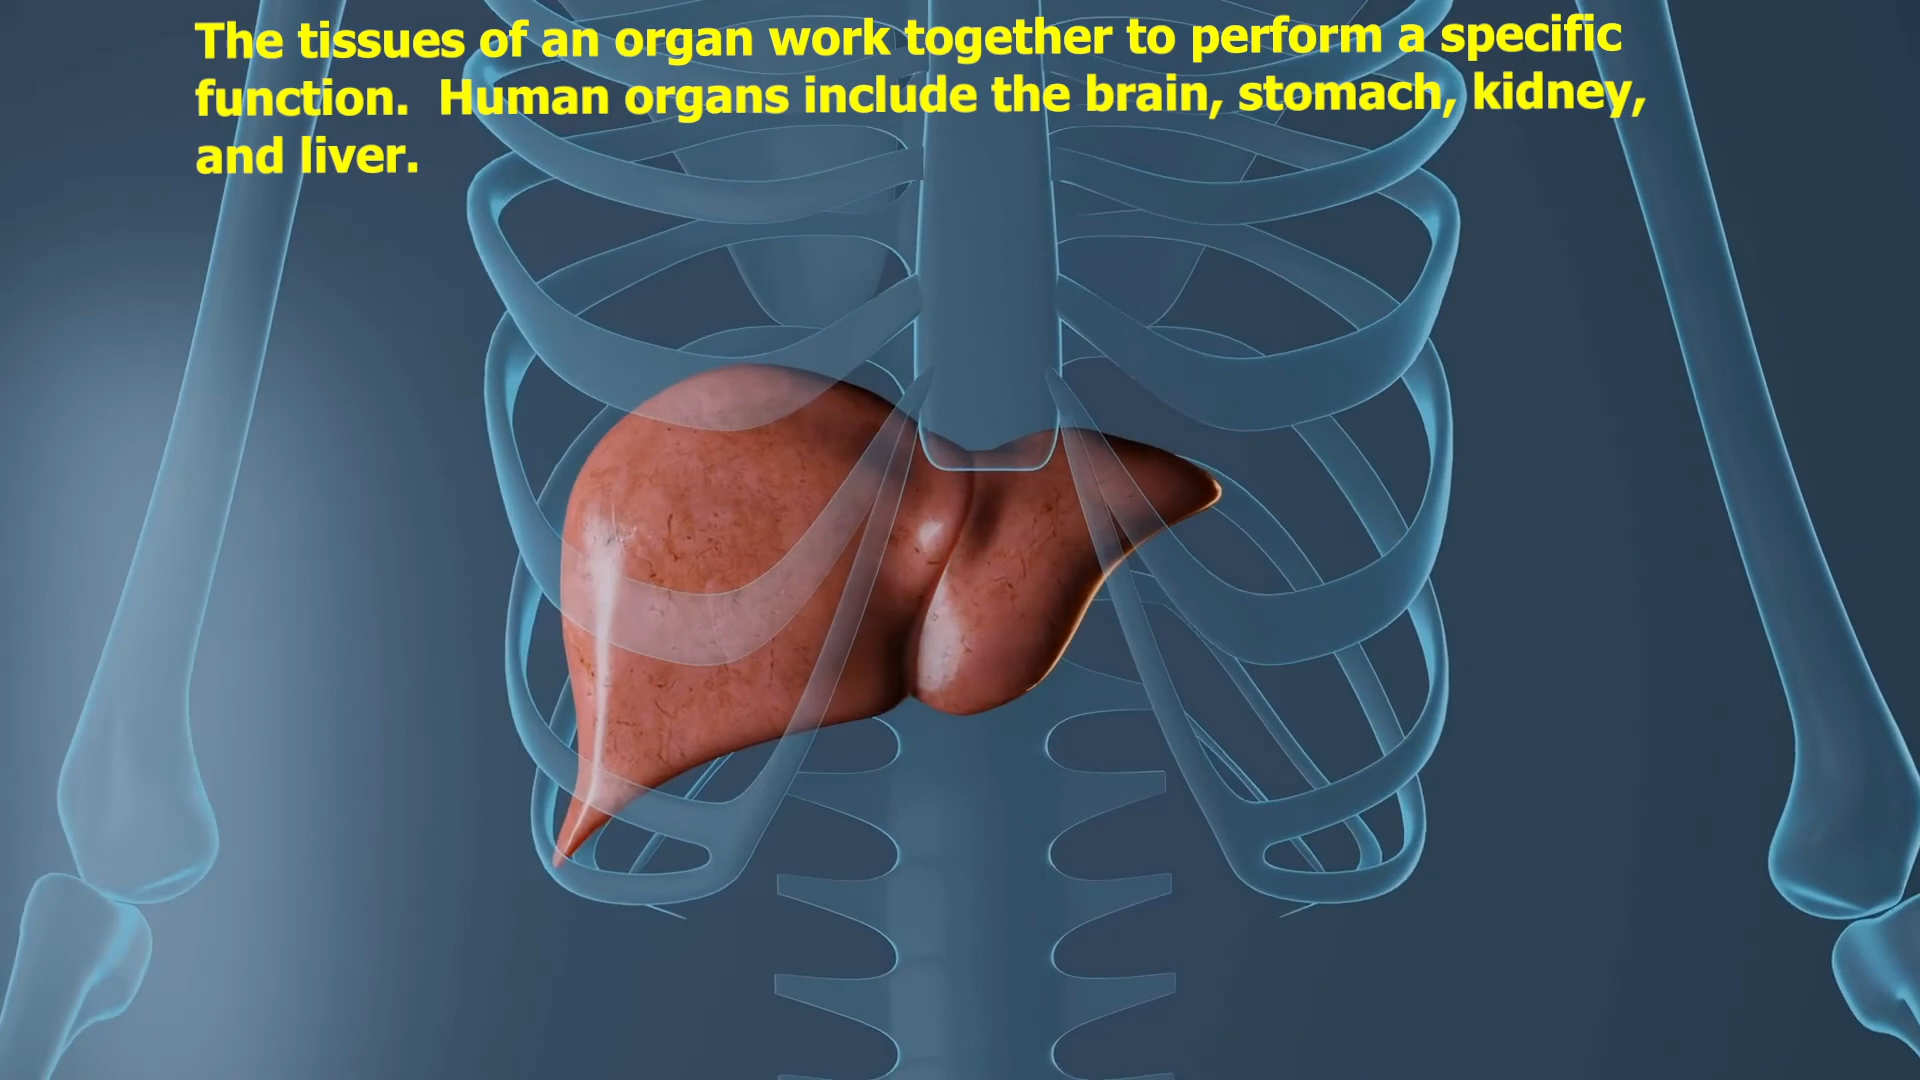 The tissues of an organ work together to perform a specific
function.  Human organs include the brain, stomach, kidney,
and liver.